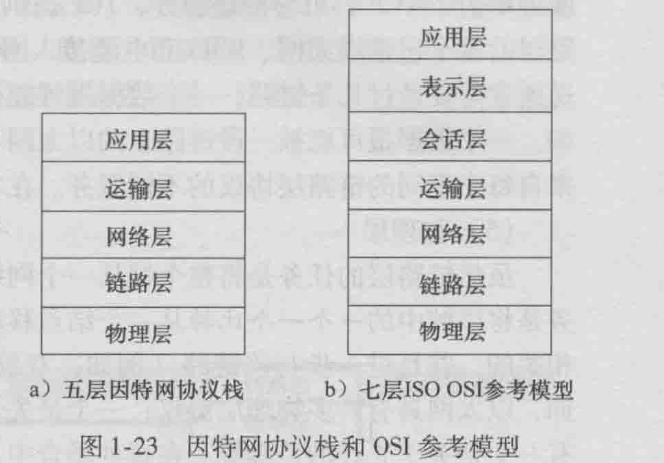 应用层
运输层
网络层
链路层
物理层
a）五层因特网协议栈
应用层
表示层
会话层
运输层
网络层
链路层
物理层
b）七层ISO OSI参考模型
图 1-23 因特网协议栈和 OSI 参考模型